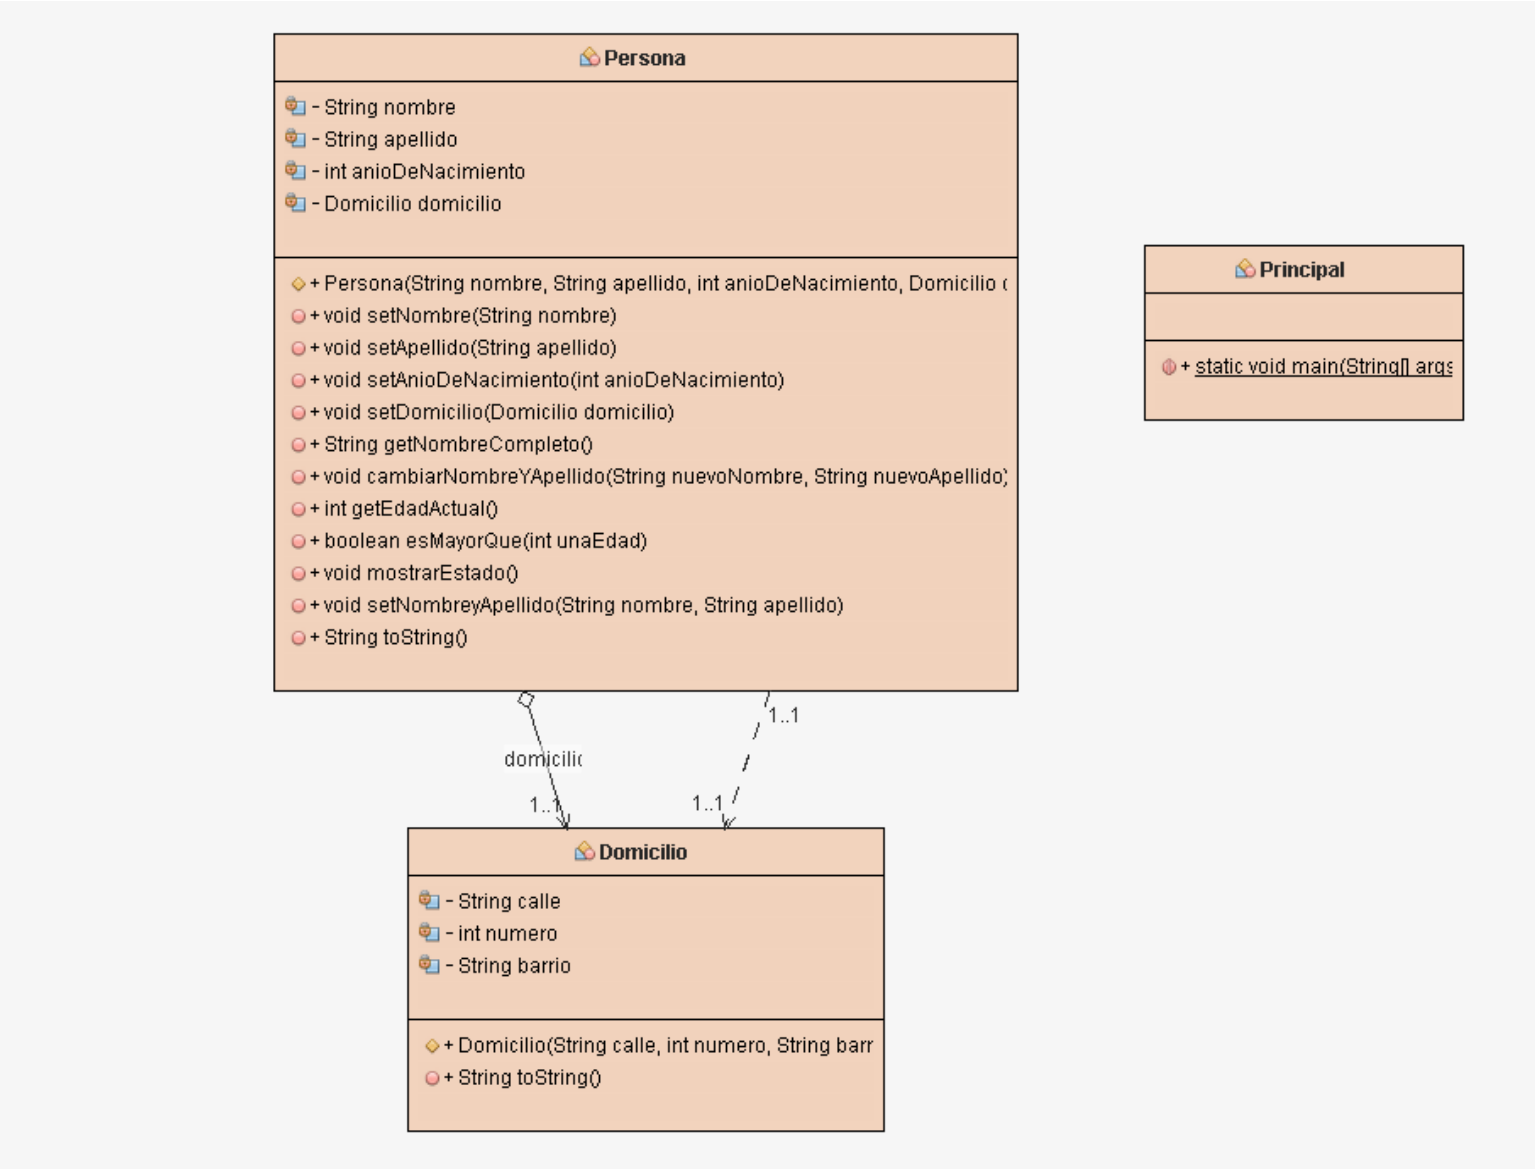 Persona
- String nombre
- String apellido
- int anioDeNacimiento
- Domicilio domicilio
+ Persona(String nombre, String apellido, int anioDeNacimiento, Domicilio
+ void setNombre(String nombre)
+ void setApellido(String apellido)
+ void setAnioDeNacimiento(int anioDeNacimiento)
+ void setDomicilio(Domicilio domicilio)
+ String getNombreCompleto()
+ void cambiarNombreYApellido(String nuevoNombre, String nuevoApellido)
+ int getEdadActual()
+ boolean esMayorQue(int unaEdad)
+ void mostrarEstado()
+ void setNombreyApellido(String nombre, String apellido)
+ String toString()
Principal
+ static void main(String[] args
1..1
domicilio
1..1
1..1
Domicilio
- String calle
- int numero
- String barrio
+ Domicilio(String calle, int numero, String barr
+ String toString()